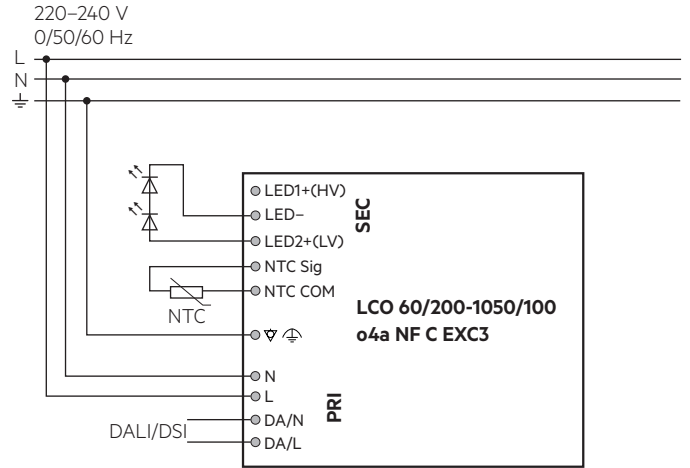 220–240 V
0/50/60 Hz
L
N
LED1+(HV)
LED–
SEC
LED2+(LV)
NTC Sig
NTC COM
NTC
LCO 60/200-1050/100
o4a NF C EXC3
N
L
PRI
DALI/DSI
DA/N
DA/L